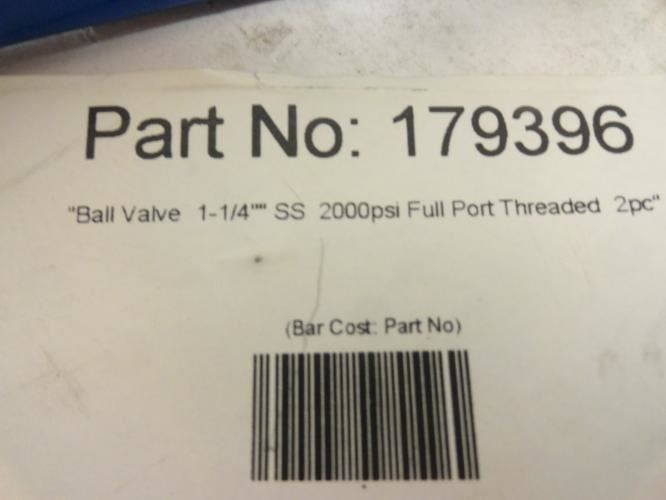 Part No: 179396
"Ball Valve 1-1/4"" SS 2000psi Full Port Threaded 2pc"
(Bar Cost: Part No)